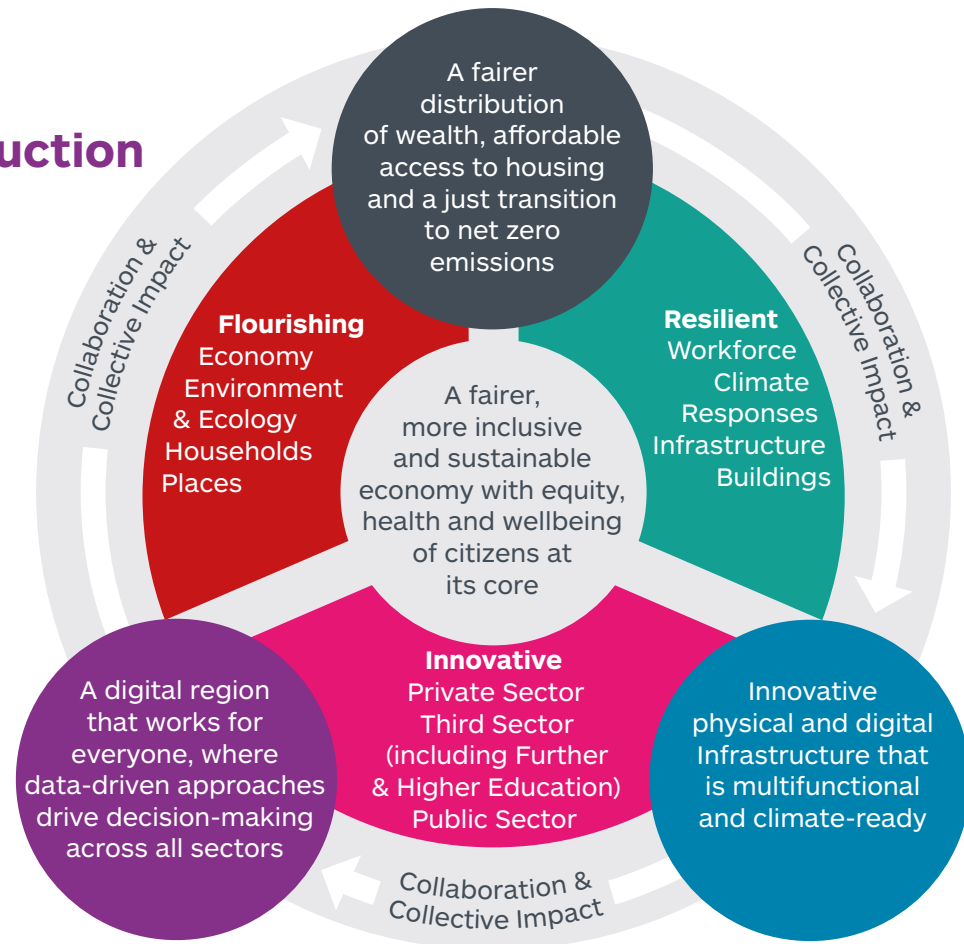 uction
A fairer
distribution
of wealth, affordable
access to housing
and a just transition
to net zero
emissions
Collaboration &
Collective Impact
Collaboration &
Collective Impact
Flourishing
Economy
Environment
& Ecology
Households
Places
Resilient
Workforce
Climate
Responses
Infrastructure
Buildings
A fairer,
more inclusive
and sustainable
economy with equity,
health and wellbeing
of citizens at
its core
Innovative
Private Sector
Third Sector
(including Further
& Higher Education)
Public Sector
A digital region
that works for
everyone, where
data-driven approaches
drive decision-making
across all sectors
Innovative
physical and digital
Infrastructure that
is multifunctional
and climate-ready
Collaboration &
Collective Impact